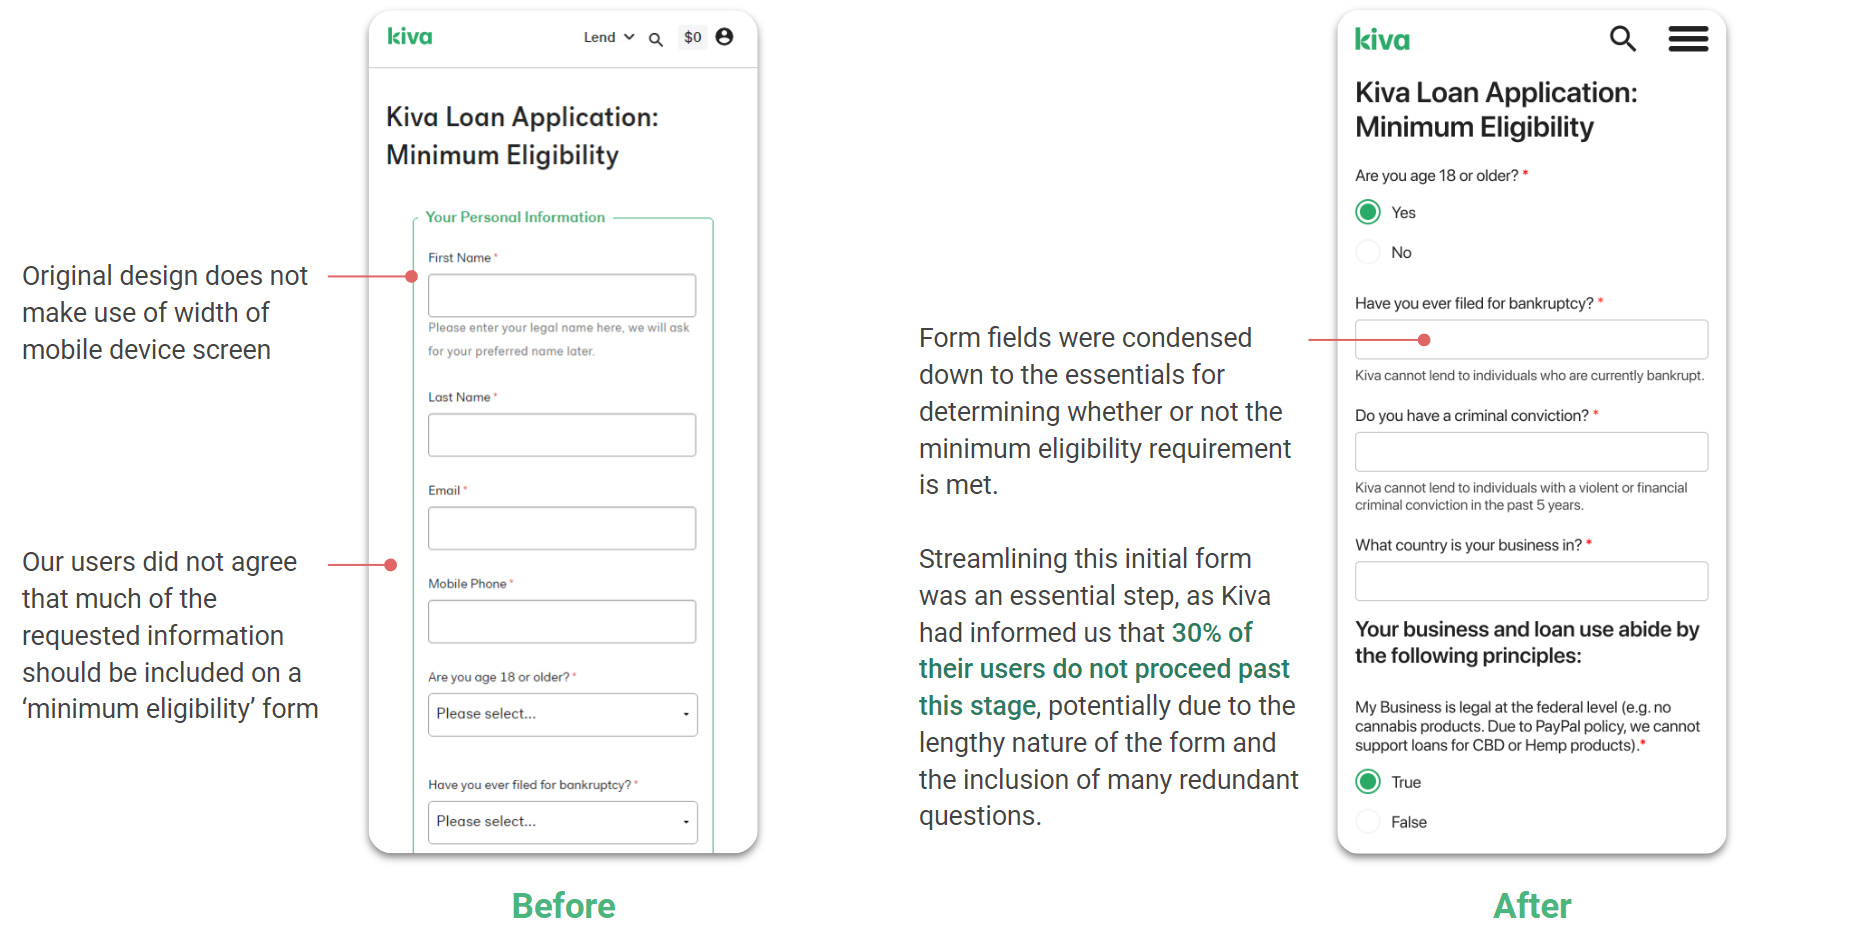 Original design does not
make use of width of
mobile device screen
Our users did not agree
that much of the
requested information
should be included on a
‘minimum eligibility’ form
kiva
Lend
$0
Kiva Loan Application:
Minimum Eligibility
Your Personal Information
First Name *
Please enter your legal name here, we will ask
for your preferred name later.
Last Name *
Email *
Mobile Phone *
Are you age 18 or older? *
Please select...
Have you ever filed for bankruptcy? *
Please select...
Before
Form fields were condensed
down to the essentials for
determining whether or not the
minimum eligibility requirement
is met.
Streamlining this initial form
was an essential step, as Kiva
had informed us that 30% of
their users do not proceed past
this stage, potentially due to the
lengthy nature of the form and
the inclusion of many redundant
questions.
kiva
Kiva Loan Application:
Minimum Eligibility
Are you age 18 or older? *
Yes
No
Have you ever filed for bankruptcy? *
Kiva cannot lend to individuals who are currently bankrupt.
Do you have a criminal conviction? *
Kiva cannot lend to individuals with a violent or financial
criminal conviction in the past 5 years.
What country is your business in? *
Your business and loan use abide by
the following principles:
My Business is legal at the federal level (e.g. no
cannabis products. Due to PayPal policy, we cannot
support loans for CBD or Hemp products).*
True
False
After